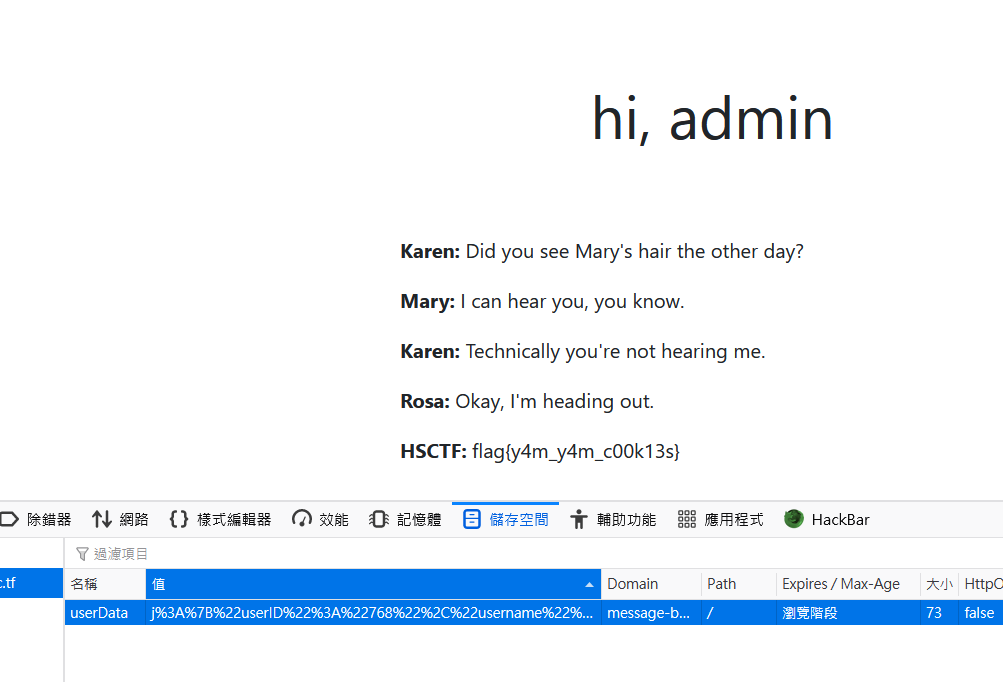 hi, admin
Karen: Did you see Mary's hair the other day?
Mary: I can hear you, you know.
Karen: Technically you're not hearing me.
Rosa: Okay, I'm heading out.
HSCTF: flag{y4m_y4m_c00k13s}
除錯器 網路 {} 樣式編輯器 效能 記憶體 儲存空間 輔助功能 應用程式 HackBar
過濾項目
c.tf 名稱 值 Domain Path Expires / Max-Age 大小 HttpO
userData j%3A%7B%22userID%22%3A%22768%22%2C%22username%22%... message-b... / 瀏覽階段 73 false